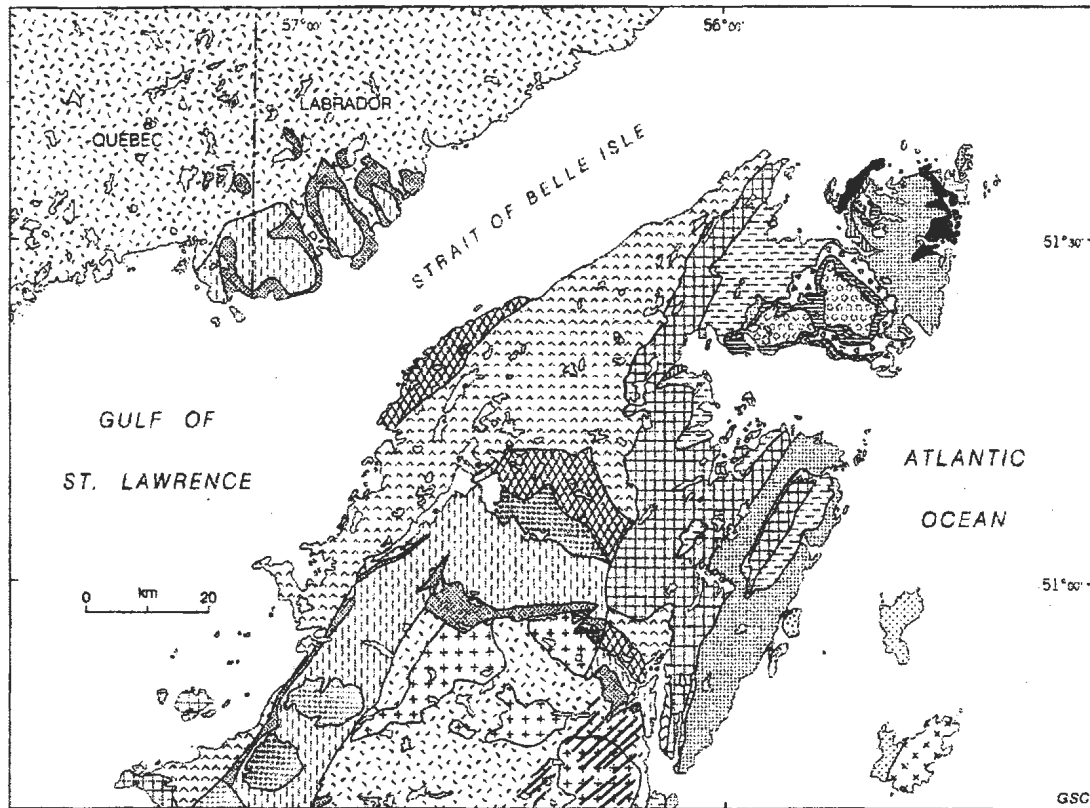 57°00'
56°00'
LABRADOR
QUÉBEC
STRAIT OF BELLE ISLE
51°30'
GULF OF
ST. LAWRENCE
ATLANTIC
OCEAN
51°00'
0 km 20
GSC